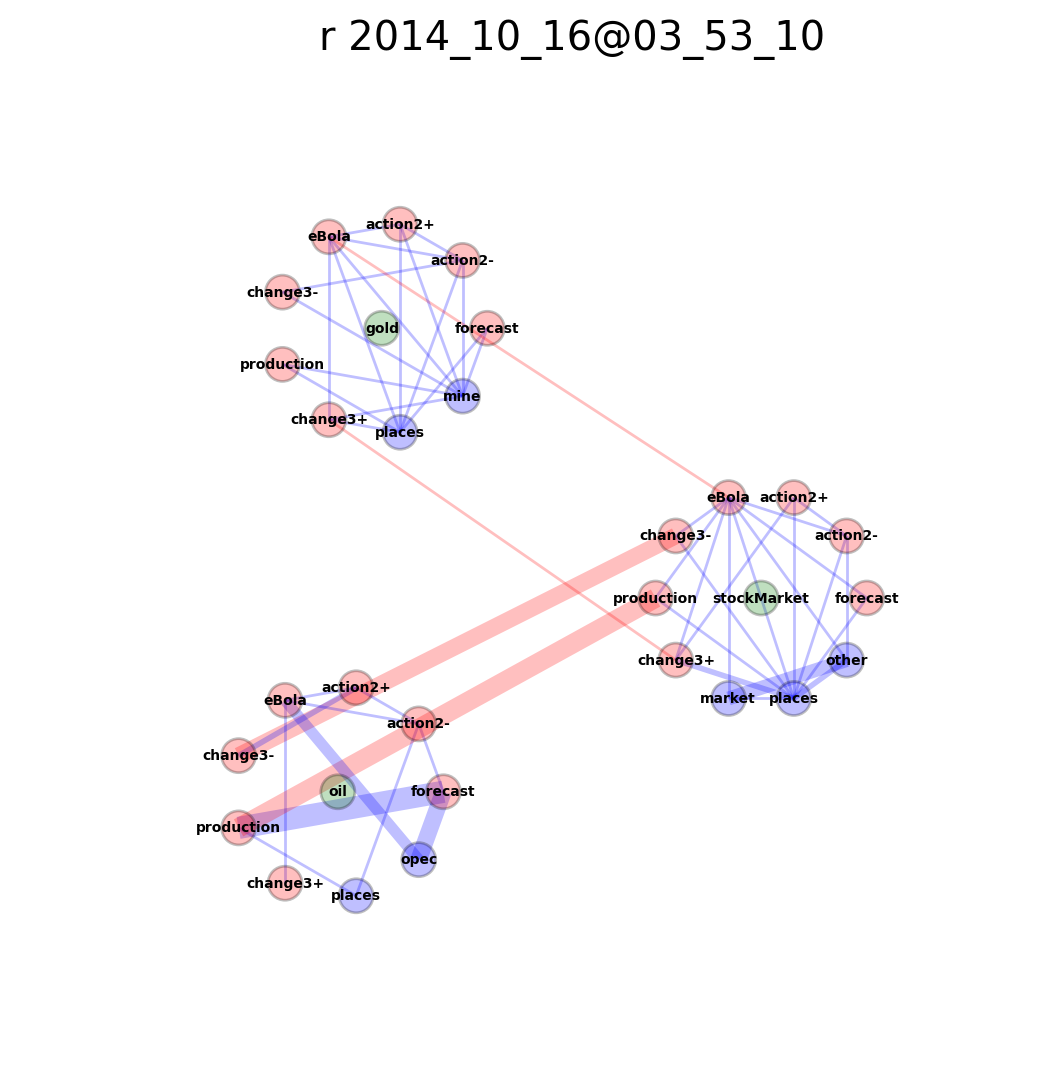 r 2014_10_16@03_53_10
eBola
action2+
action2-
change3-
gold
forecast
production
mine
change3+
places
eBola
action2+
change3-
action2-
production
stockMarket
forecast
change3+
other
market
places
eBola
action2+
change3-
action2-
oil
forecast
production
opec
change3+
places